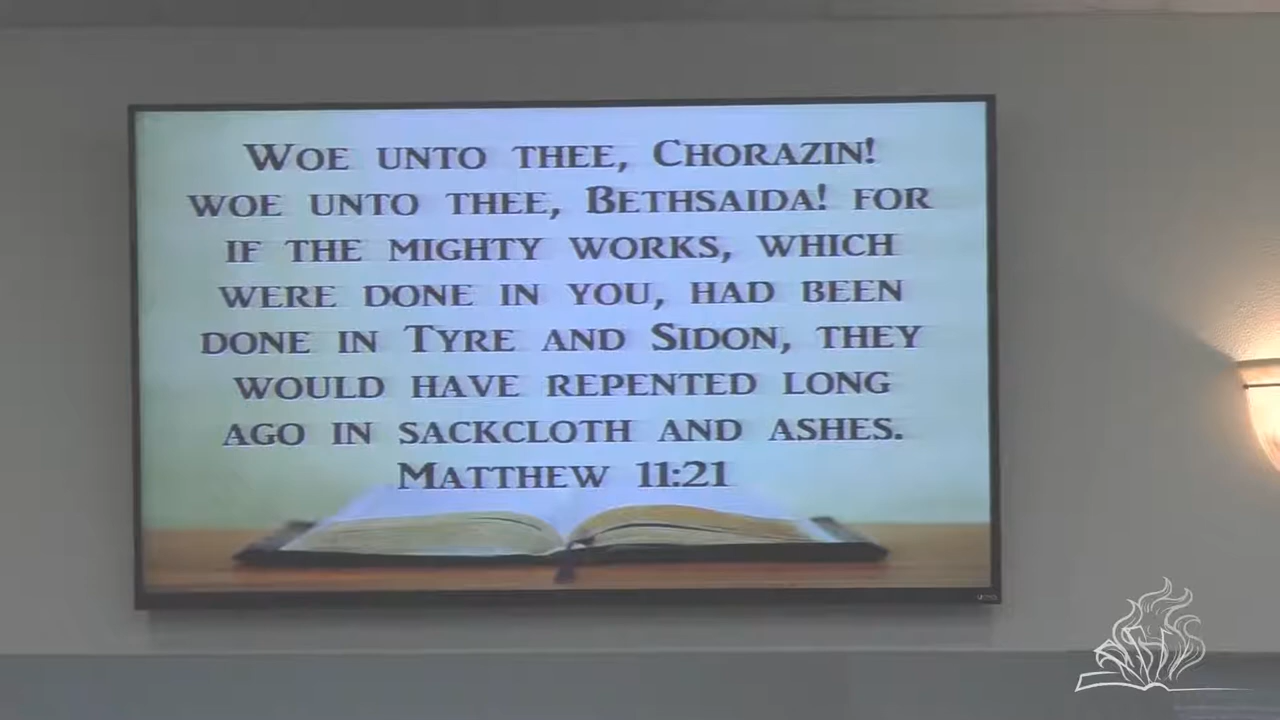 Woe unto thee, Chorazin!
woe unto thee, Bethsaida! for
if the mighty works, which
were done in you, had been
done in Tyre and Sidon, they
would have repented long
ago in sackcloth and ashes.
Matthew 11:21